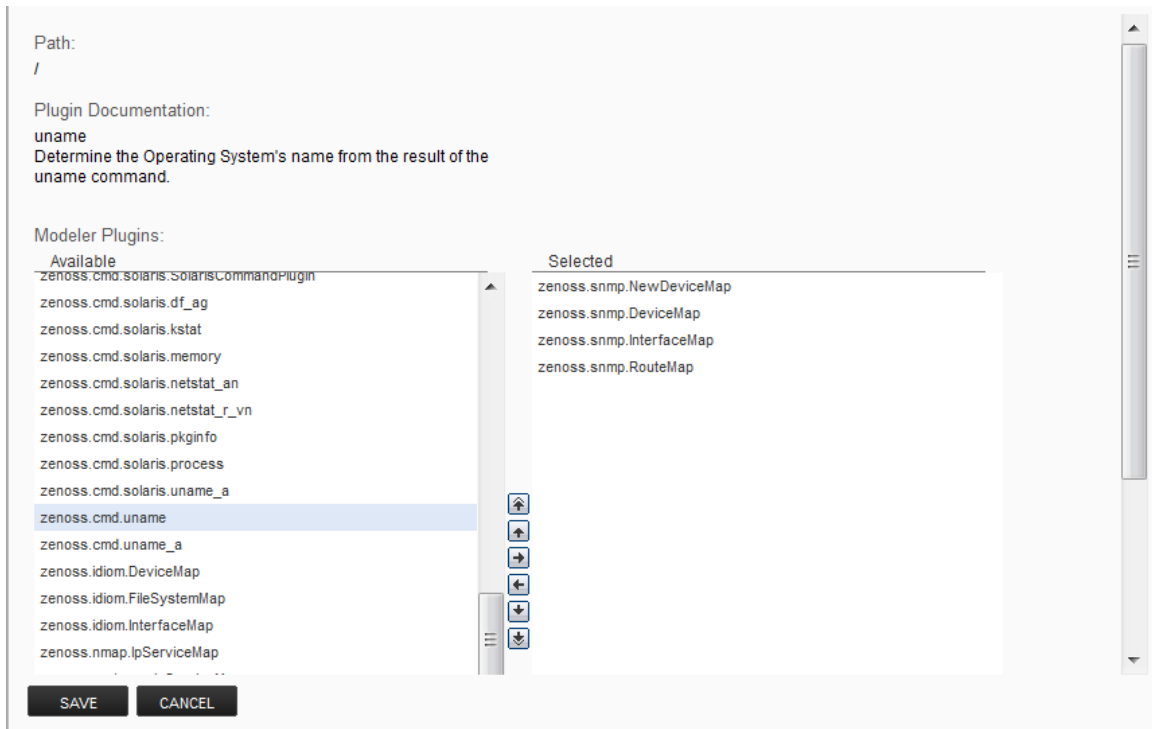 Path:
/
Plugin Documentation:
uname
Determine the Operating System's name from the result of the
uname command.
Modeler Plugins:
Available
zenoss.cmd.solaris.SolarisCommandPlugin
zenoss.cmd.solaris.df_ag
zenoss.cmd.solaris.kstat
zenoss.cmd.solaris.memory
zenoss.cmd.solaris.netstat_an
zenoss.cmd.solaris.netstat_r_vn
zenoss.cmd.solaris.pkginfo
zenoss.cmd.solaris.process
zenoss.cmd.solaris.uname_a
zenoss.cmd.uname
zenoss.cmd.uname_a
zenoss.idiom.DeviceMap
zenoss.idiom.FileSystemMap
zenoss.idiom.InterfaceMap
zenoss.nmap.IpServiceMap
Selected
zenoss.snmp.NewDeviceMap
zenoss.snmp.DeviceMap
zenoss.snmp.InterfaceMap
zenoss.snmp.RouteMap
SAVE
CANCEL